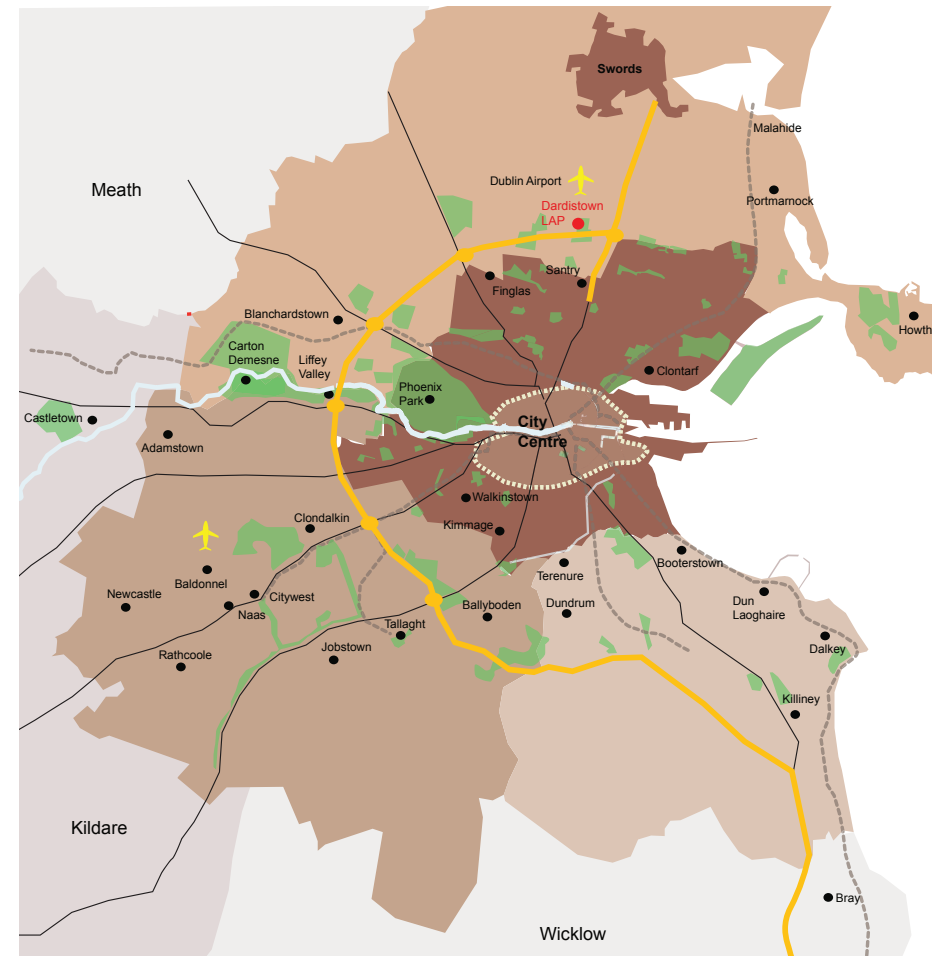 Swords
Malahide
Dublin Airport
Meath
Portmarnock
Dardistown
LAP
Santry
Finglas
Blanchardstown
Howth
Carton
Demesne
Liffey
Valley
Clontarf
Phoenix
Park
Castletown
City
Centre
Adamstown
Walkinstown
Clondalkin
Kimmage
Booterstown
Terenure
Baldonnel
Newcastle
Citywest
Naas
Ballyboden
Dundrum
Dun
Laoghaire
Tallaght
Jobstown
Dalkey
Rathcoole
Killiney
Kildare
Bray
Wicklow